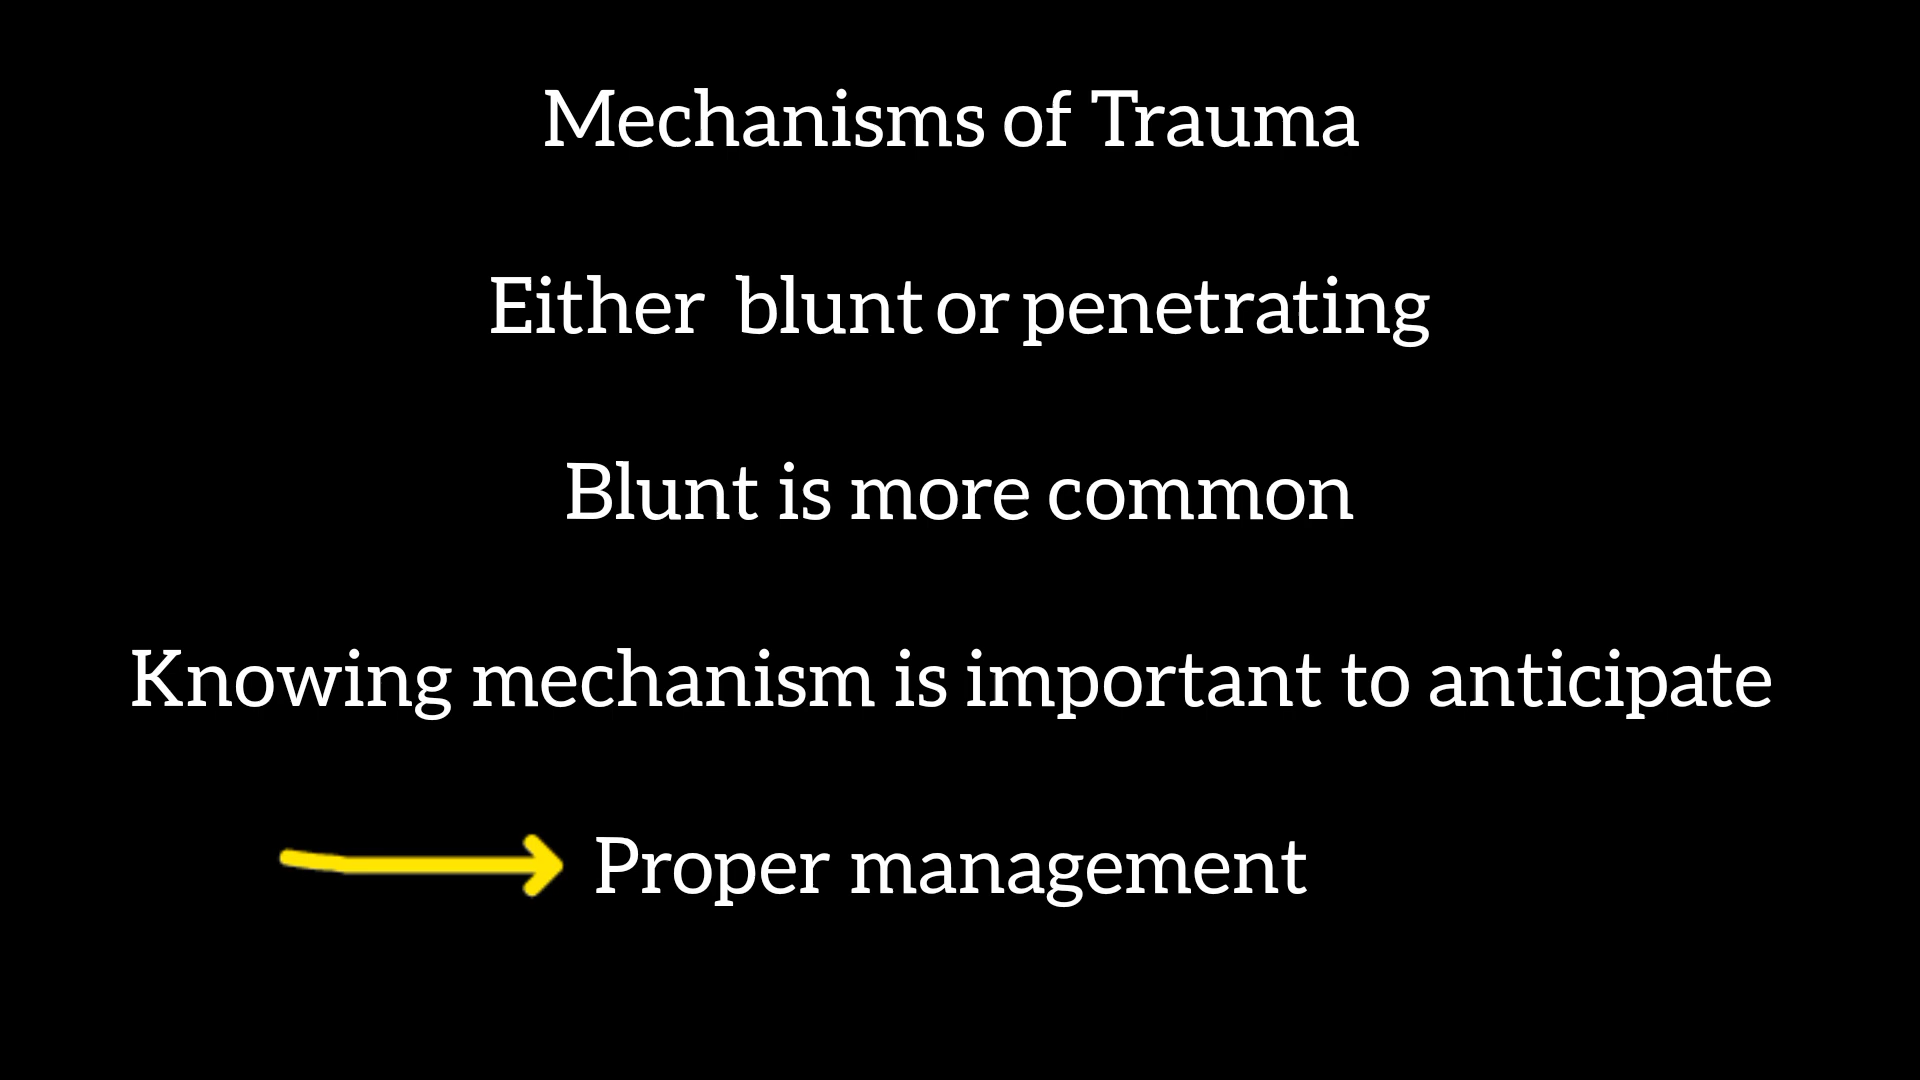 Mechanisms of Trauma
Either blunt or penetrating
Blunt is more common
Knowing mechanism is important to anticipate
Proper management